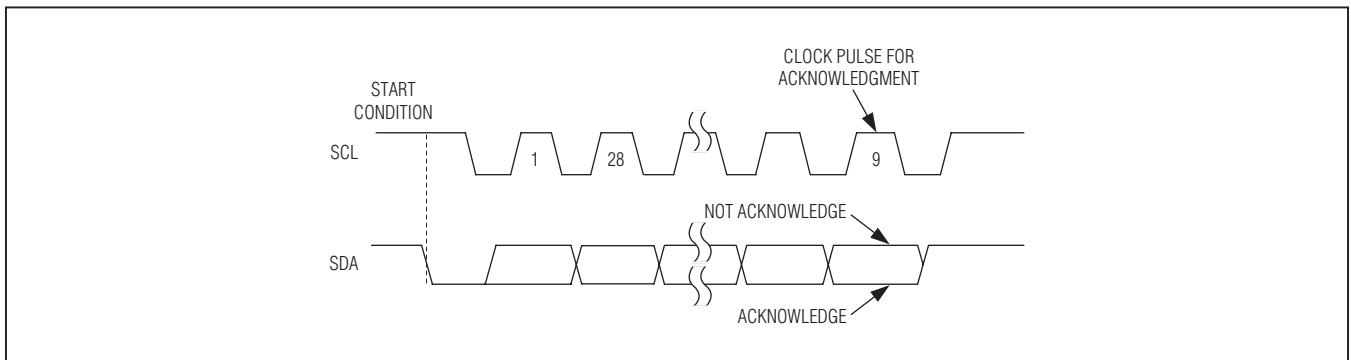 CLOCK PULSE FOR
ACKNOWLEDGMENT
START
CONDITION
SCL
1
28
9
NOT ACKNOWLEDGE
SDA
ACKNOWLEDGE